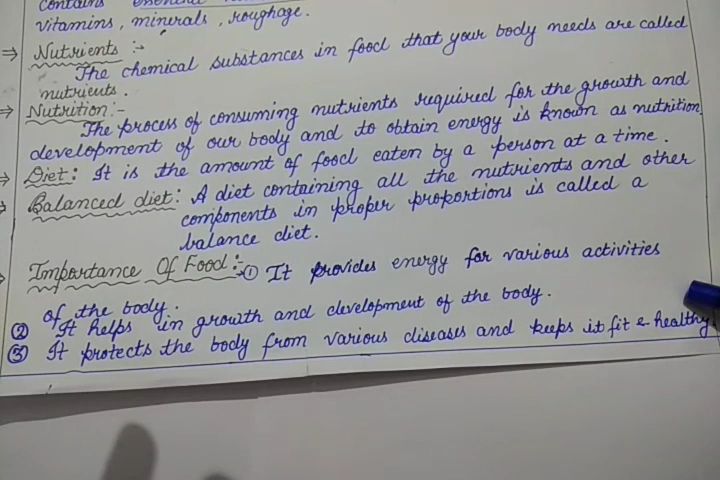 contains essential
vitamins, minerals, roughage.
⇒ Nutrients :-
The chemical substances in food that your body needs are called
nutrients.
⇒ Nutrition :-
The process of consuming nutrients required for the growth and
development of our body and to obtain energy is known as nutrition.
⇒ Diet : It is the amount of food eaten by a person at a time.
⇒ Balanced diet : A diet containing all the nutrients and other
components in proper proportions is called a
balance diet.
⇒ Importance Of Food :- → ① It provides energy for various activities
of the body.
② It helps in growth and development of the body.
③ It protects the body from various diseases and keeps it fit & healthy.